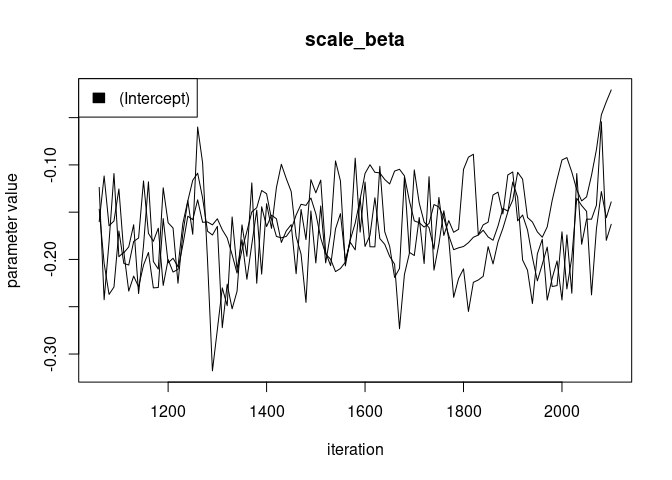 scale_beta
(Intercept)
parameter value
-0.10
-0.20
-0.30
1200 1400 1600 1800 2000
iteration